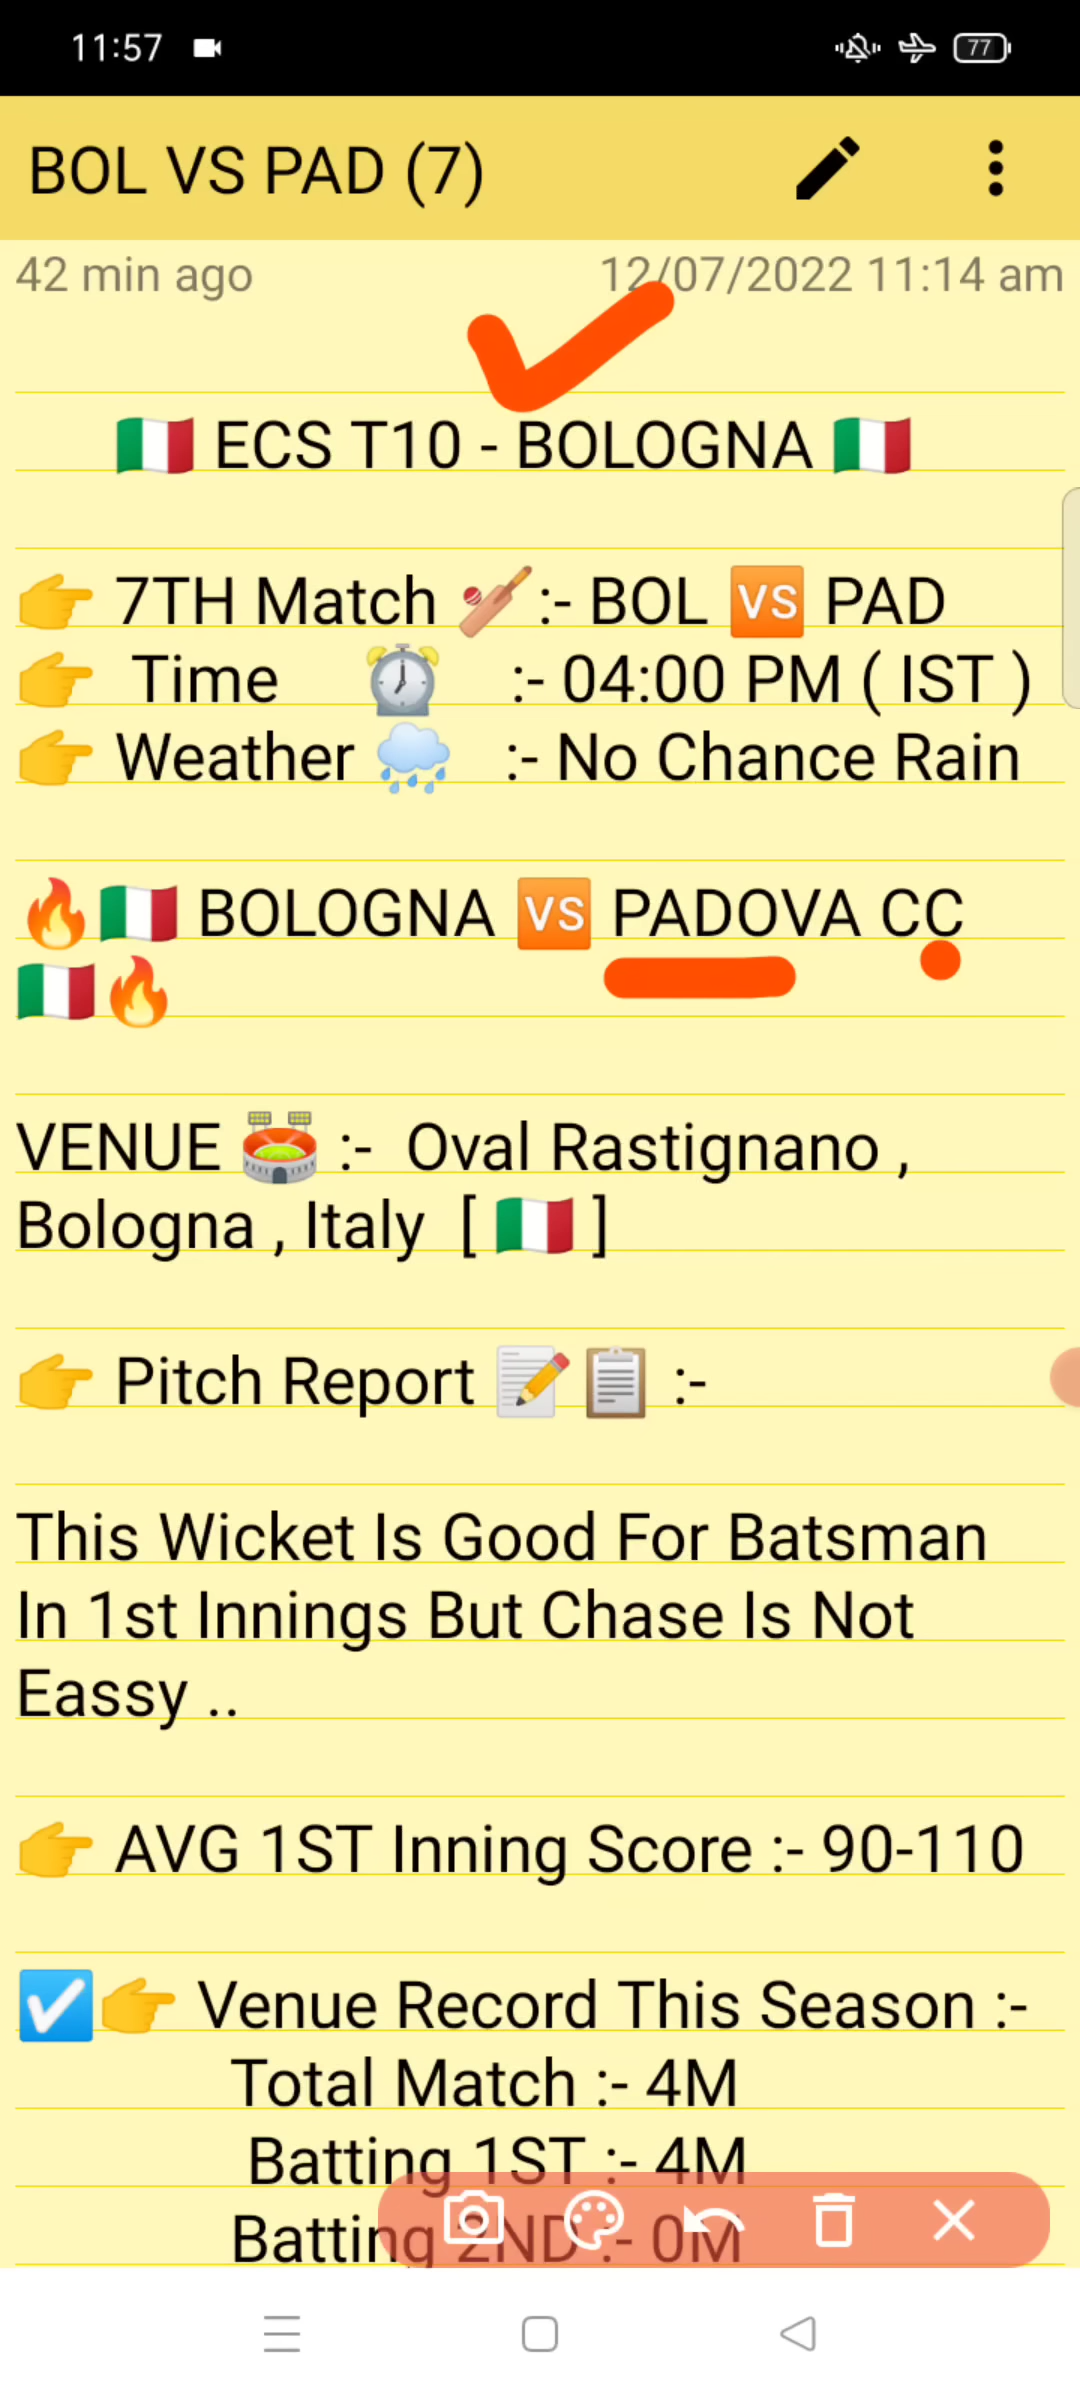 11:57
77
BOL VS PAD (7)
42 min ago 12/07/2022 11:14 am
🇮🇹 ECS T10 - BOLOGNA 🇮🇹
👉 7TH Match 🏏 :- BOL 🆚 PAD
👉 Time ⏰ :- 04:00 PM ( IST )
👉 Weather 🌧 :- No Chance Rain
🔥🇮🇹 BOLOGNA 🆚 PADOVA CC
🇮🇹🔥
VENUE 🏟 :- Oval Rastignano ,
Bologna , Italy [ 🇮🇹 ]
👉 Pitch Report 📝📋 :-
This Wicket Is Good For Batsman
In 1st Innings But Chase Is Not
Eassy ..
👉 AVG 1ST Inning Score :- 90-110
☑👉 Venue Record This Season :-
Total Match :- 4M
Batting 1ST :- 4M
Batting 2ND :- 0M